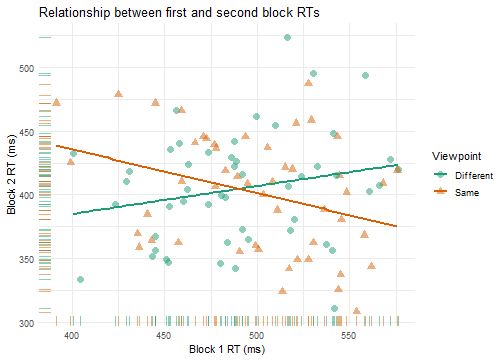 Relationship between first and second block RTs
Block 2 RT (ms)
500
450
400
350
300
400
450
500
550
Block 1 RT (ms)
Viewpoint
Different
Same